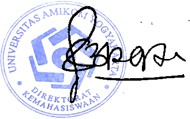 UNIVERSITAS AMIKOM YOGYAKARTA
DIREKTORAT
KEMAHASISWAAN